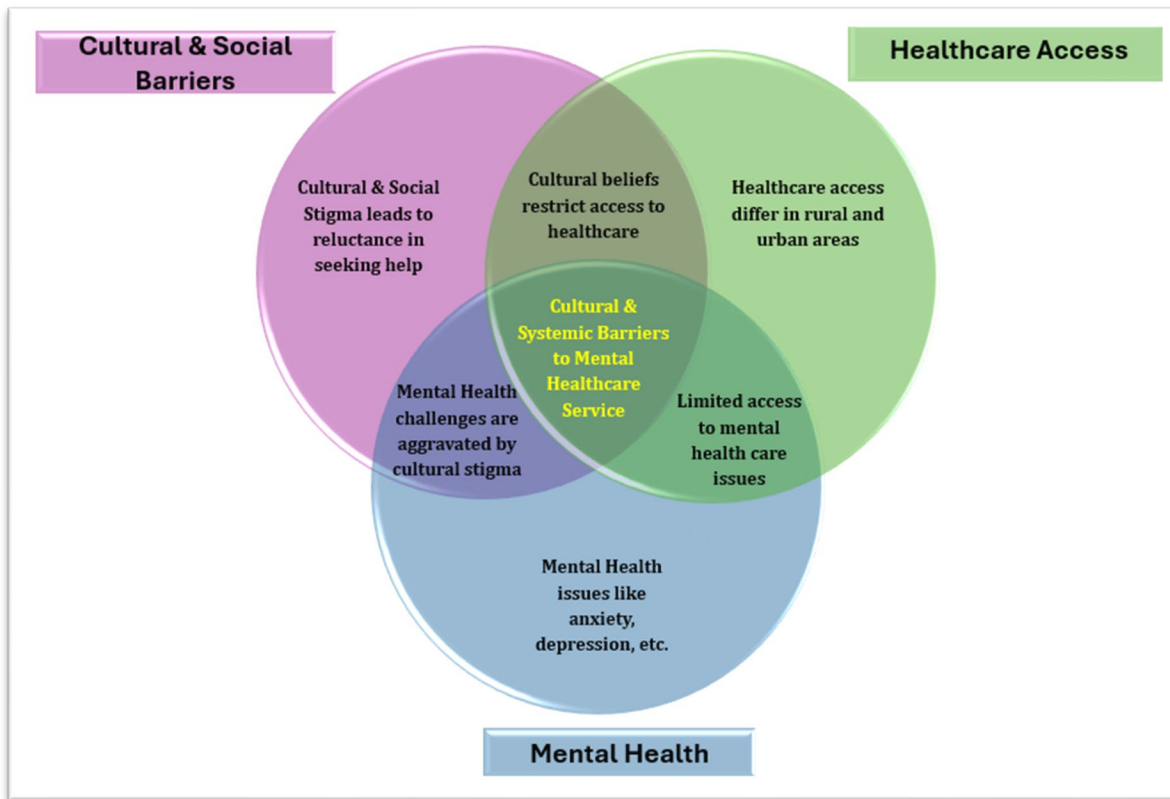 Cultural & Social
Barriers
Healthcare Access
Cultural & Social
Stigma leads to
reluctance in
seeking help
Cultural beliefs
restrict access to
healthcare
Healthcare access
differ in rural and
urban areas
Cultural &
Systemic Barriers
to Mental
Healthcare
Service
Mental Health
challenges are
aggravated by
cultural stigma
Limited access
to mental
health care
issues
Mental Health
issues like
anxiety,
depression, etc.
Mental Health